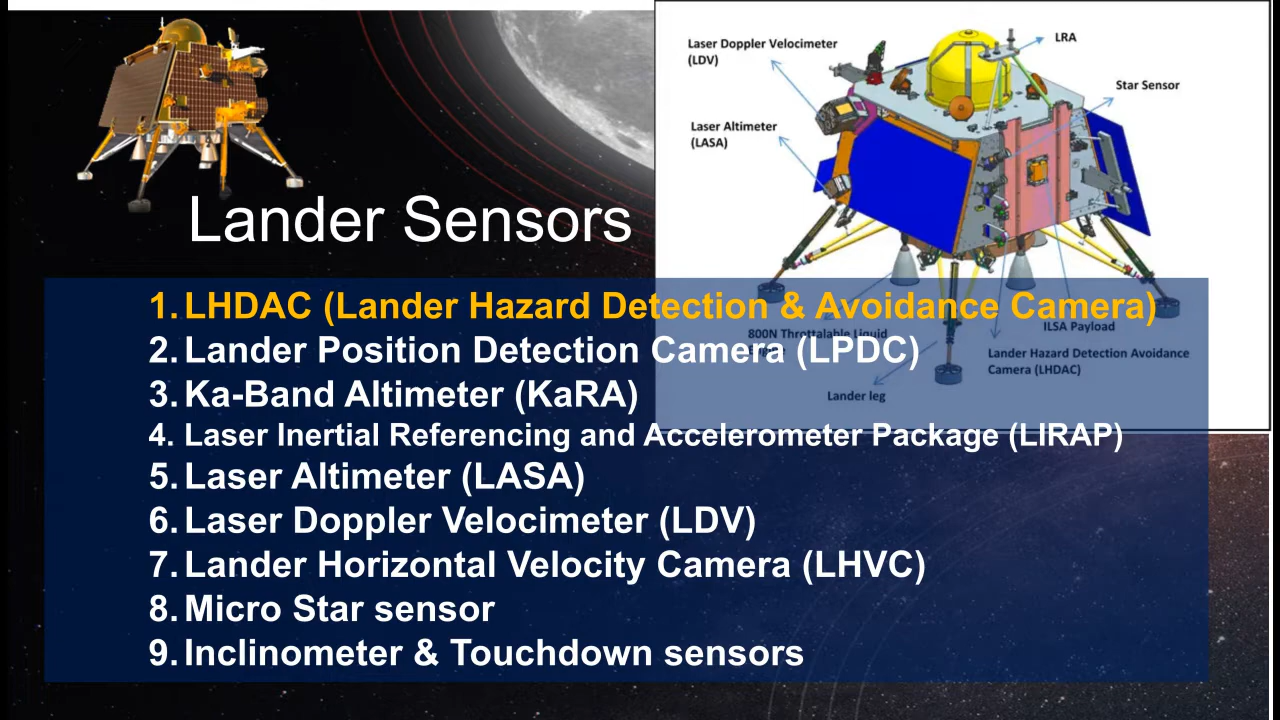 Laser Doppler Velocimeter
(LDV)
LRA
Star Sensor
Laser Altimeter
(LASA)
Lander Sensors
1. LHDAC (Lander Hazard Detection & Avoidance Camera)
800N Throttalable Liquid
ILSA Payload
2. Lander Position Detection Camera (LPDC)
Lander Hazard Detection Avoidance
Camera (LHDAC)
3. Ka-Band Altimeter (KaRA)
Lander leg
4. Laser Inertial Referencing and Accelerometer Package (LIRAP)
5. Laser Altimeter (LASA)
6. Laser Doppler Velocimeter (LDV)
7. Lander Horizontal Velocity Camera (LHVC)
8. Micro Star sensor
9. Inclinometer & Touchdown sensors